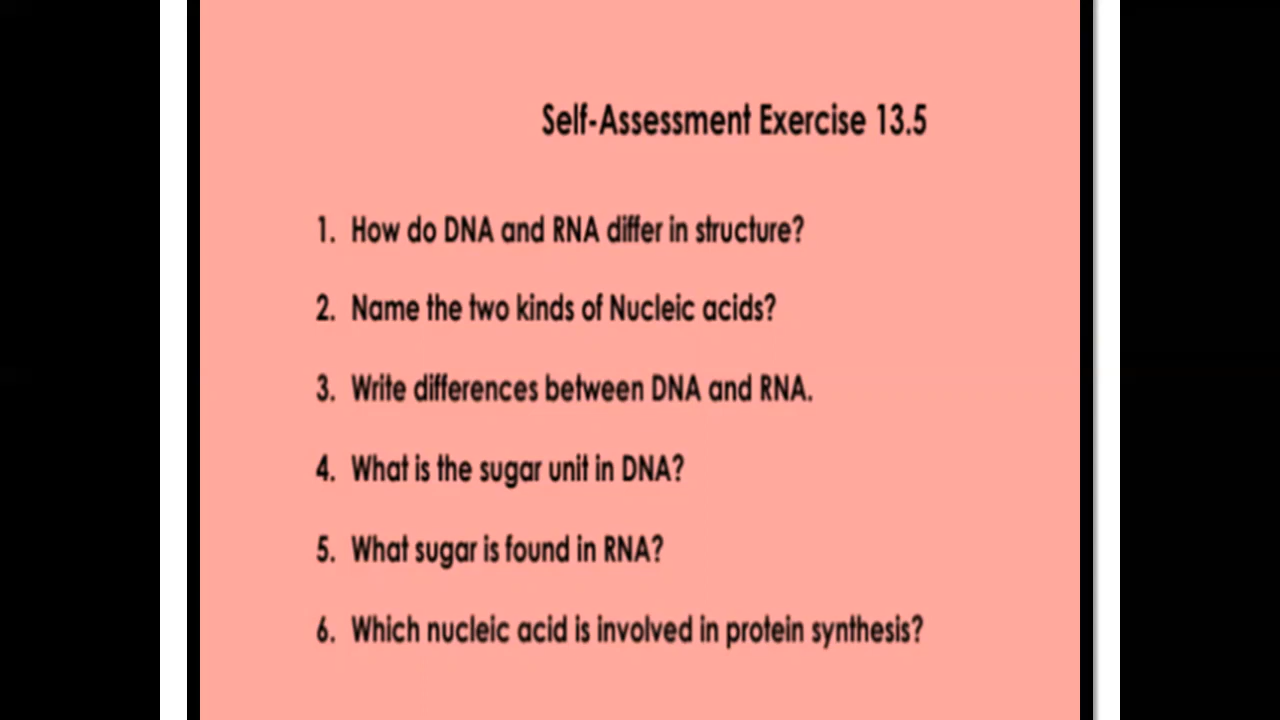 Self-Assessment Exercise 13.5
1. How do DNA and RNA differ in structure?
2. Name the two kinds of Nucleic acids?
3. Write differences between DNA and RNA.
4. What is the sugar unit in DNA?
5. What sugar is found in RNA?
6. Which nucleic acid is involved in protein synthesis?